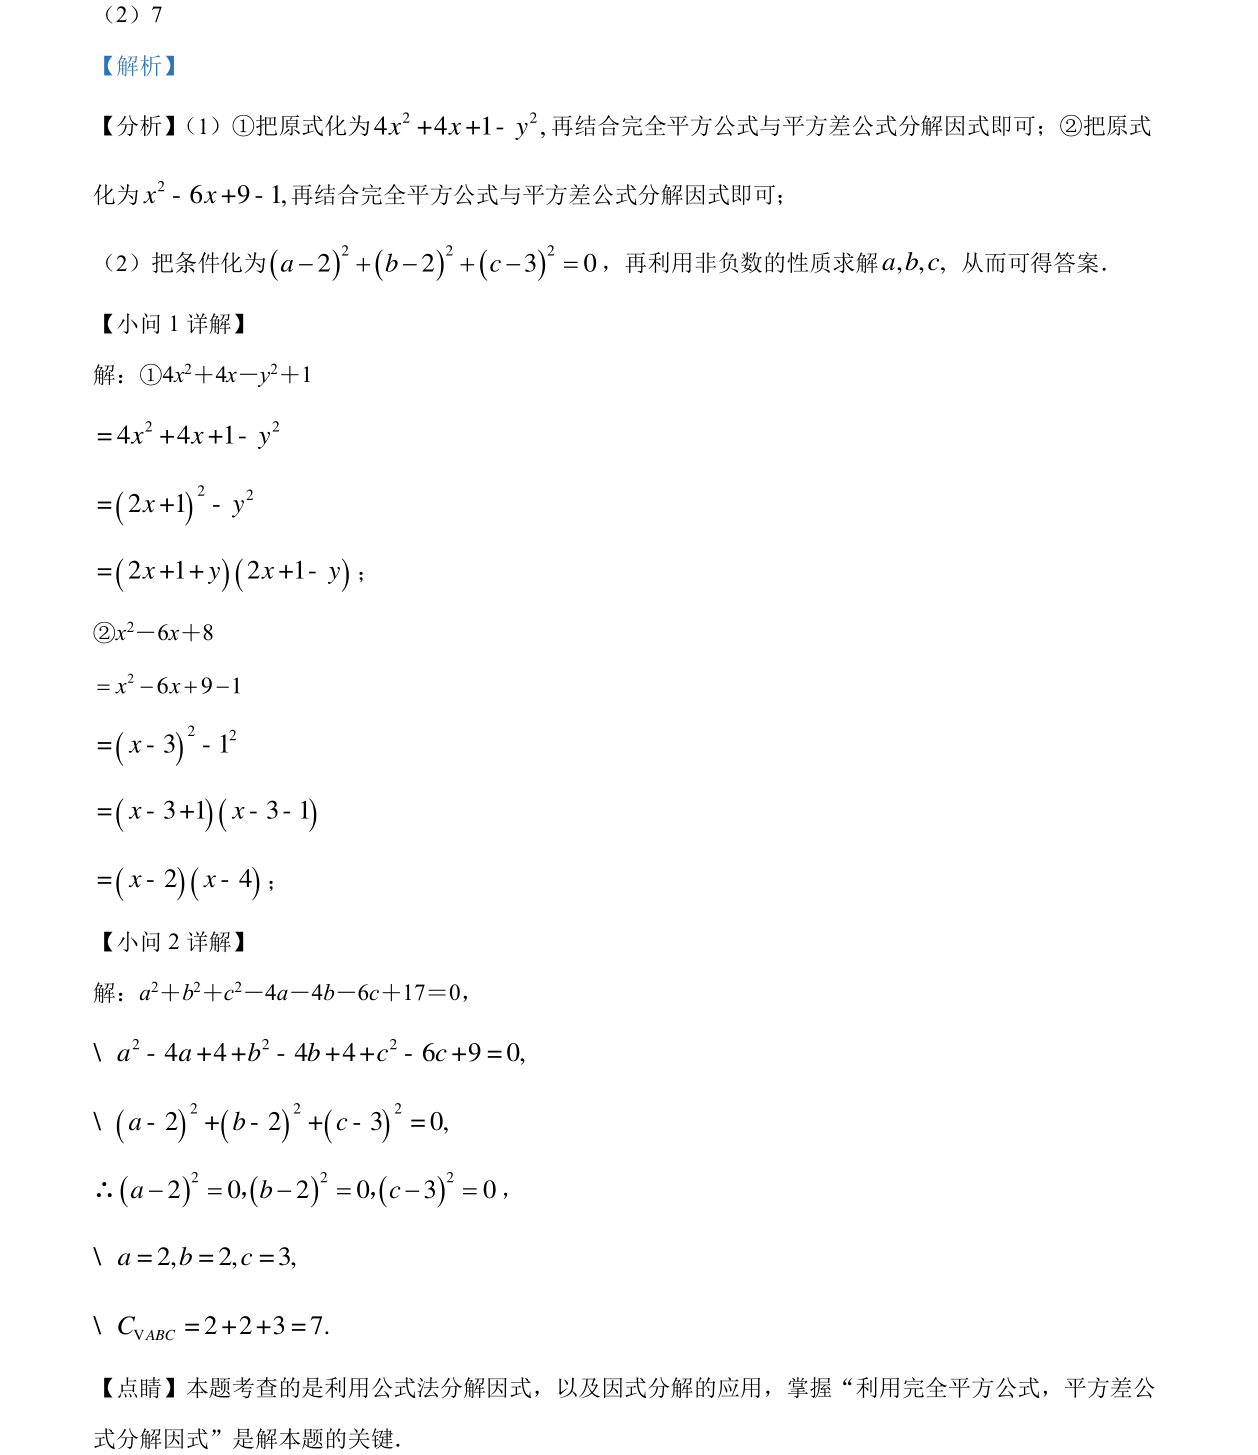 （2）7
【解析】
【分析】（1）①把原式化为4x²+4x+1- y²,再结合完全平方公式与平方差公式分解因式即可；②把原式
化为x²- 6x+9- 1,再结合完全平方公式与平方差公式分解因式即可；
（2）把条件化为(a−2)²+(b−2)²+(c−3)²=0，再利用非负数的性质求解a,b,c, 从而可得答案．
【小问 1 详解】
解：①4x²＋4x－y²＋1
=4x²+4x+1- y²
=(2x+1)²- y²
=(2x+1+y)(2x+1- y)；
②x²－6x＋8
=x²−6x+9−1
=(x- 3)²- 1²
=(x- 3+1)(x- 3- 1)
=(x- 2)(x- 4)；
【小问 2 详解】
解：a²＋b²＋c²－4a－4b－6c＋17＝0，
\ a²- 4a+4+b²- 4b+4+c²- 6c+9=0,
\ (a- 2)²+(b- 2)²+(c- 3)²=0,
∴(a−2)²=0,(b−2)²=0,(c−3)²=0，
\ a=2,b=2,c=3,
\ C_{VABC}=2+2+3=7.
【点睛】本题考查的是利用公式法分解因式，以及因式分解的应用，掌握“利用完全平方公式，平方差公
式分解因式”是解本题的关键．